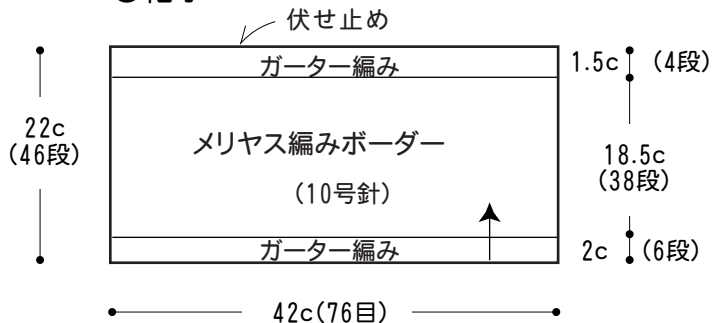 伏せ止め
ガーター編み
1.5c (4段)
22c
(46段)
メリヤス編みボーダー
(10号針)
18.5c
(38段)
ガーター編み
2c (6段)
42c(76目)